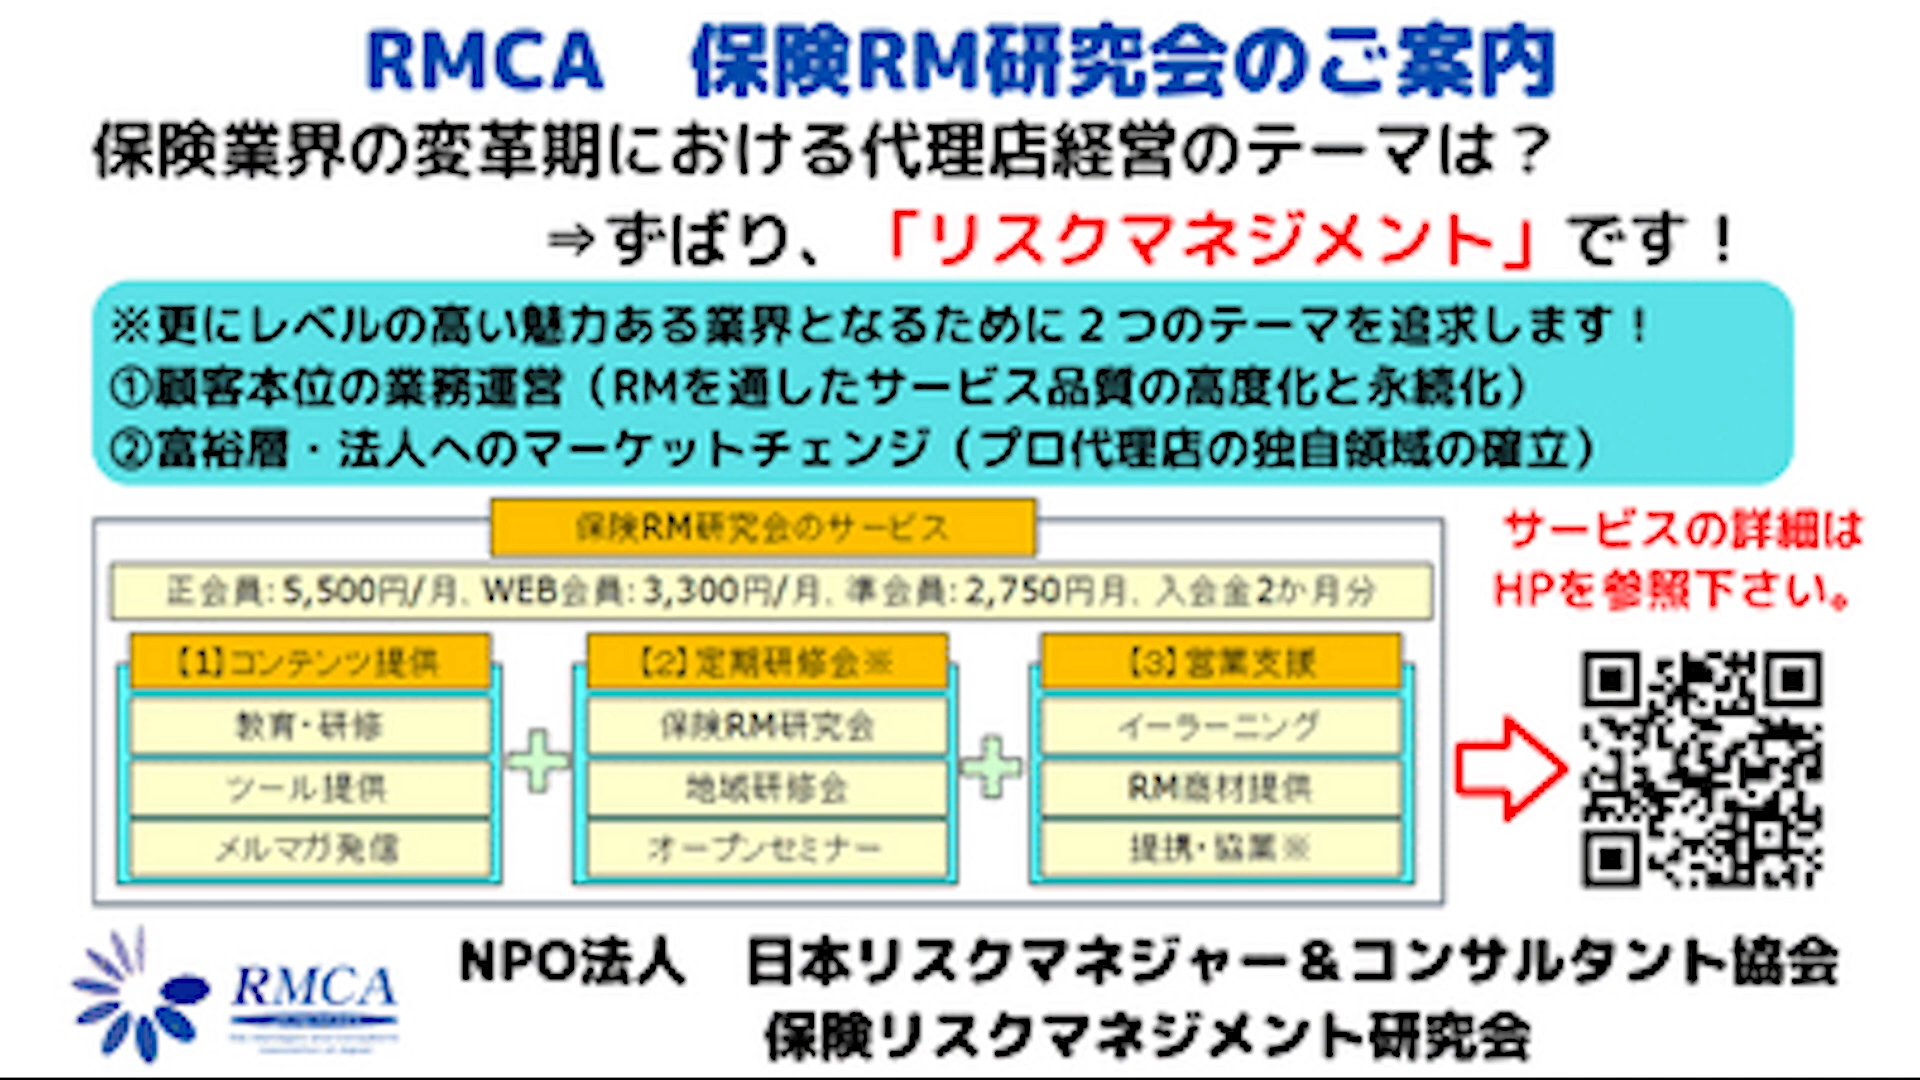 RMCA 保険RM研究会のご案内
保険業界の変革期における代理店経営のテーマは？
⇒ずばり、「リスクマネジメント」です！
※更にレベルの高い魅力ある業界となるために２つのテーマを追求します！
①顧客本位の業務運営（RMを通したサービス品質の高度化と永続化）
②富裕層・法人へのマーケットチェンジ（プロ代理店の独自領域の確立）
保険RM研究会のサービス
正会員：5,500円/月、WEB会員：3,300円/月、準会員：2,750円月、入会金2か月分
【1】コンテンツ提供
教育・研修
ツール提供
メルマガ発信
【2】定期研修会※
保険RM研究会
地域研修会
オープンセミナー
【3】営業支援
イーラーニング
RM商材提供
提携・協業※
サービスの詳細は
HPを参照下さい。
RMCA
NPO法人 日本リスクマネジャー＆コンサルタント協会
保険リスクマネジメント研究会